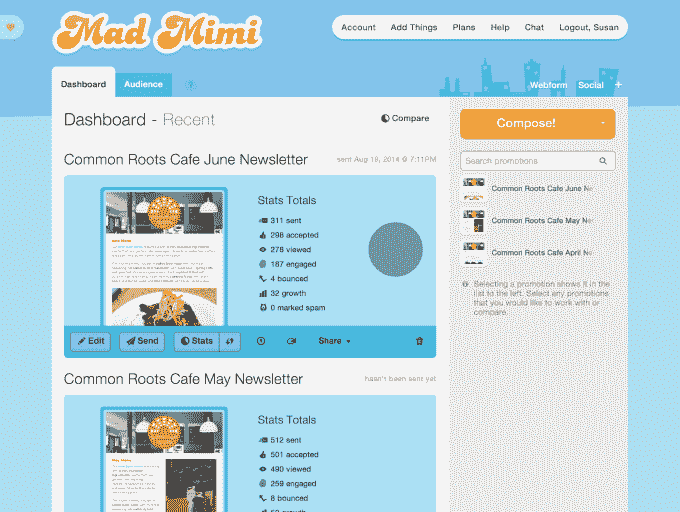 Mad Mimi
Account Add Things Plans Help Chat Logout, Susan
Dashboard Audience
Webform Social +
Dashboard - Recent
Compare
Compose!
Search promotions
Common Roots Cafe June Newsletter
sent Aug 19, 2014 @ 7:11PM
Stats Totals
311 sent
298 accepted
278 viewed
187 engaged
4 bounced
32 growth
0 marked spam
Edit Send Stats Share
Common Roots Cafe June Ne
Common Roots Cafe May Ne
Common Roots Cafe April Ne
Selecting a promotion shows it in the
list to the left. Select any promotions
that you would like to work with or
compare.
Common Roots Cafe May Newsletter
hasn't been sent yet
Stats Totals
512 sent
501 accepted
490 viewed
259 engaged
8 bounced